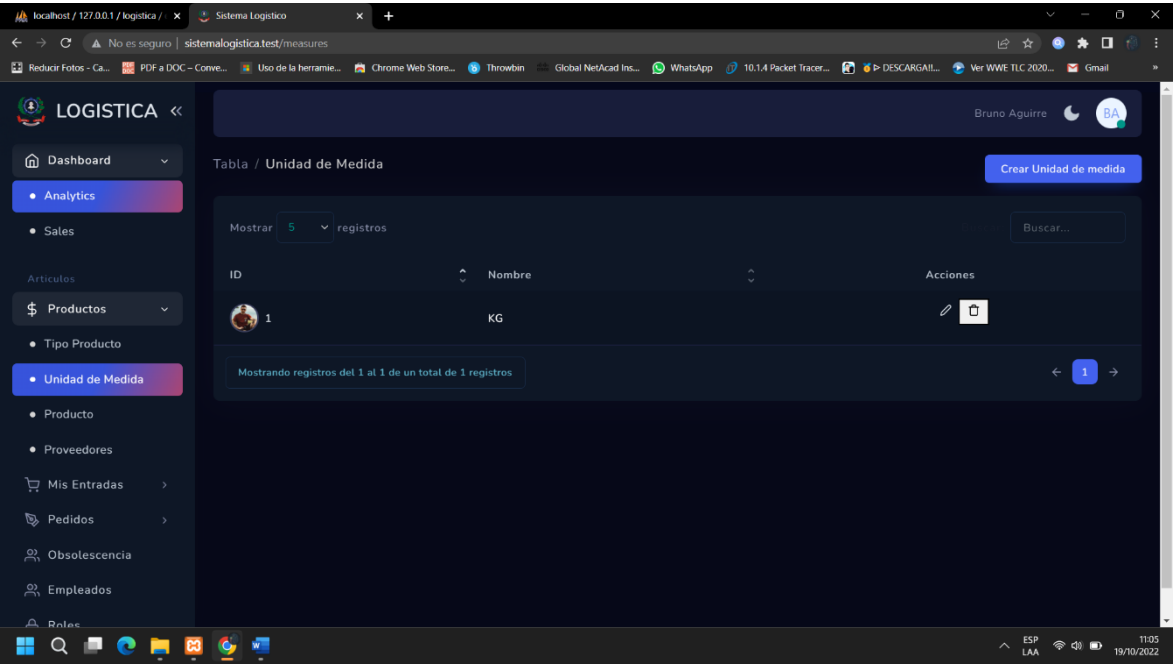 localhost / 127.0.0.1 / logistica /
Sistema Logistico
No es seguro | sistemalogistica.test/measures
Reducir Fotos - Ca... PDF a DOC – Conve... Uso de la herramie... Chrome Web Store... Throwbin Global NetAcad Ins... WhatsApp 10.1.4 Packet Tracer... ᐈ DESCARGA!!... Ver WWE TLC 2020... Gmail »
LOGISTICA
Bruno Aguirre BA
Dashboard
Tabla / Unidad de Medida
Crear Unidad de medida
Analytics
Sales
Mostrar 5 registros
Buscar...
Articulos
ID Nombre Acciones
Productos
1 KG
Tipo Producto
Unidad de Medida
Mostrando registros del 1 al 1 de un total de 1 registros
← 1 →
Producto
Proveedores
Mis Entradas
Pedidos
Obsolescencia
Empleados
Roles
ESP
LAA
11:05
19/10/2022